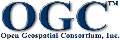 OGC™
Open Geospatial Consortium, Inc.